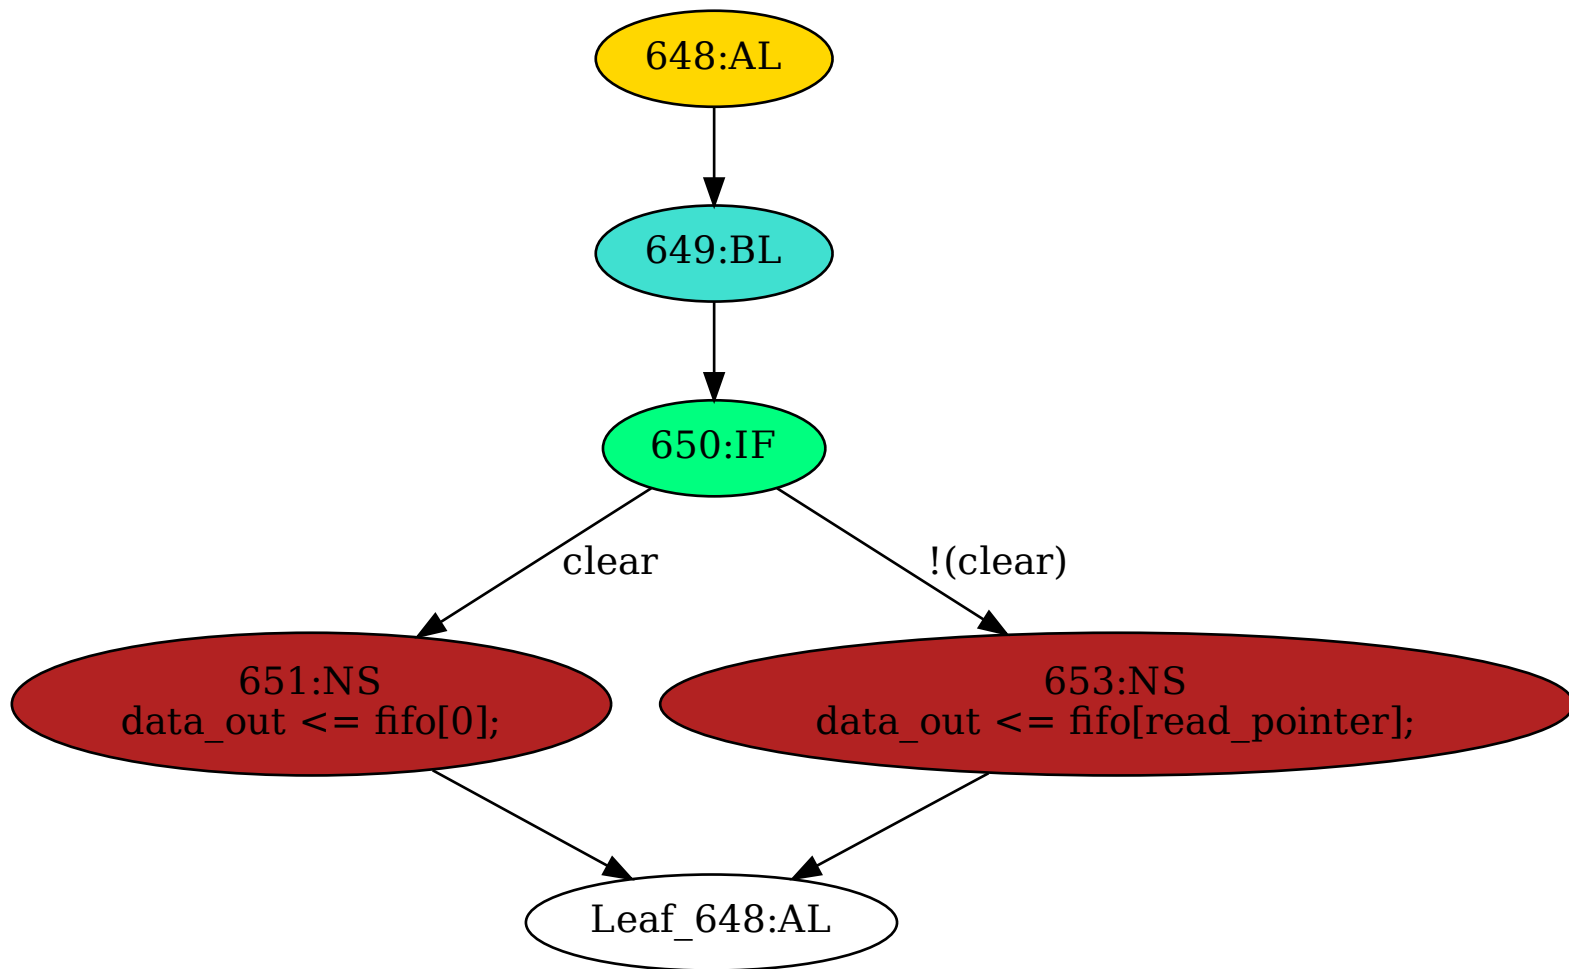 648:AL
649:BL
650:IF
clear
!(clear)
651:NS
data_out <= fifo[0];
653:NS
data_out <= fifo[read_pointer];
Leaf_648:AL